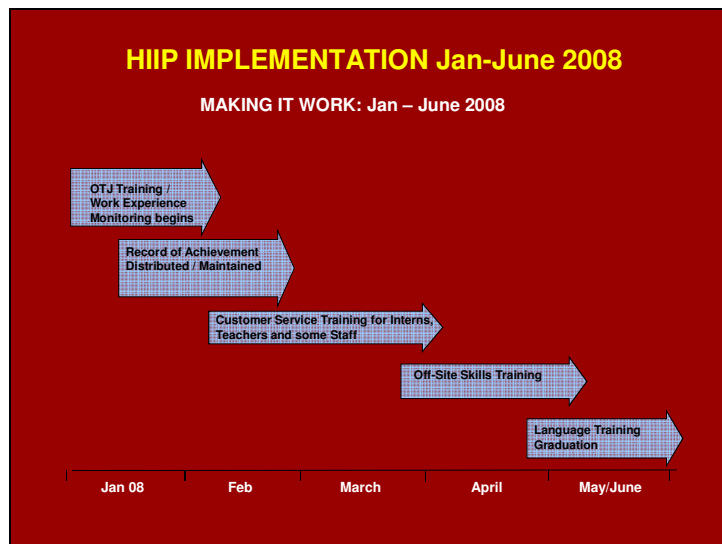 HIIP IMPLEMENTATION Jan-June 2008
MAKING IT WORK: Jan – June 2008
OTJ Training /
Work Experience
Monitoring begins
Record of Achievement
Distributed / Maintained
Customer Service Training for Interns,
Teachers and some Staff
Off-Site Skills Training
Language Training
Graduation
Jan 08 Feb March April May/June